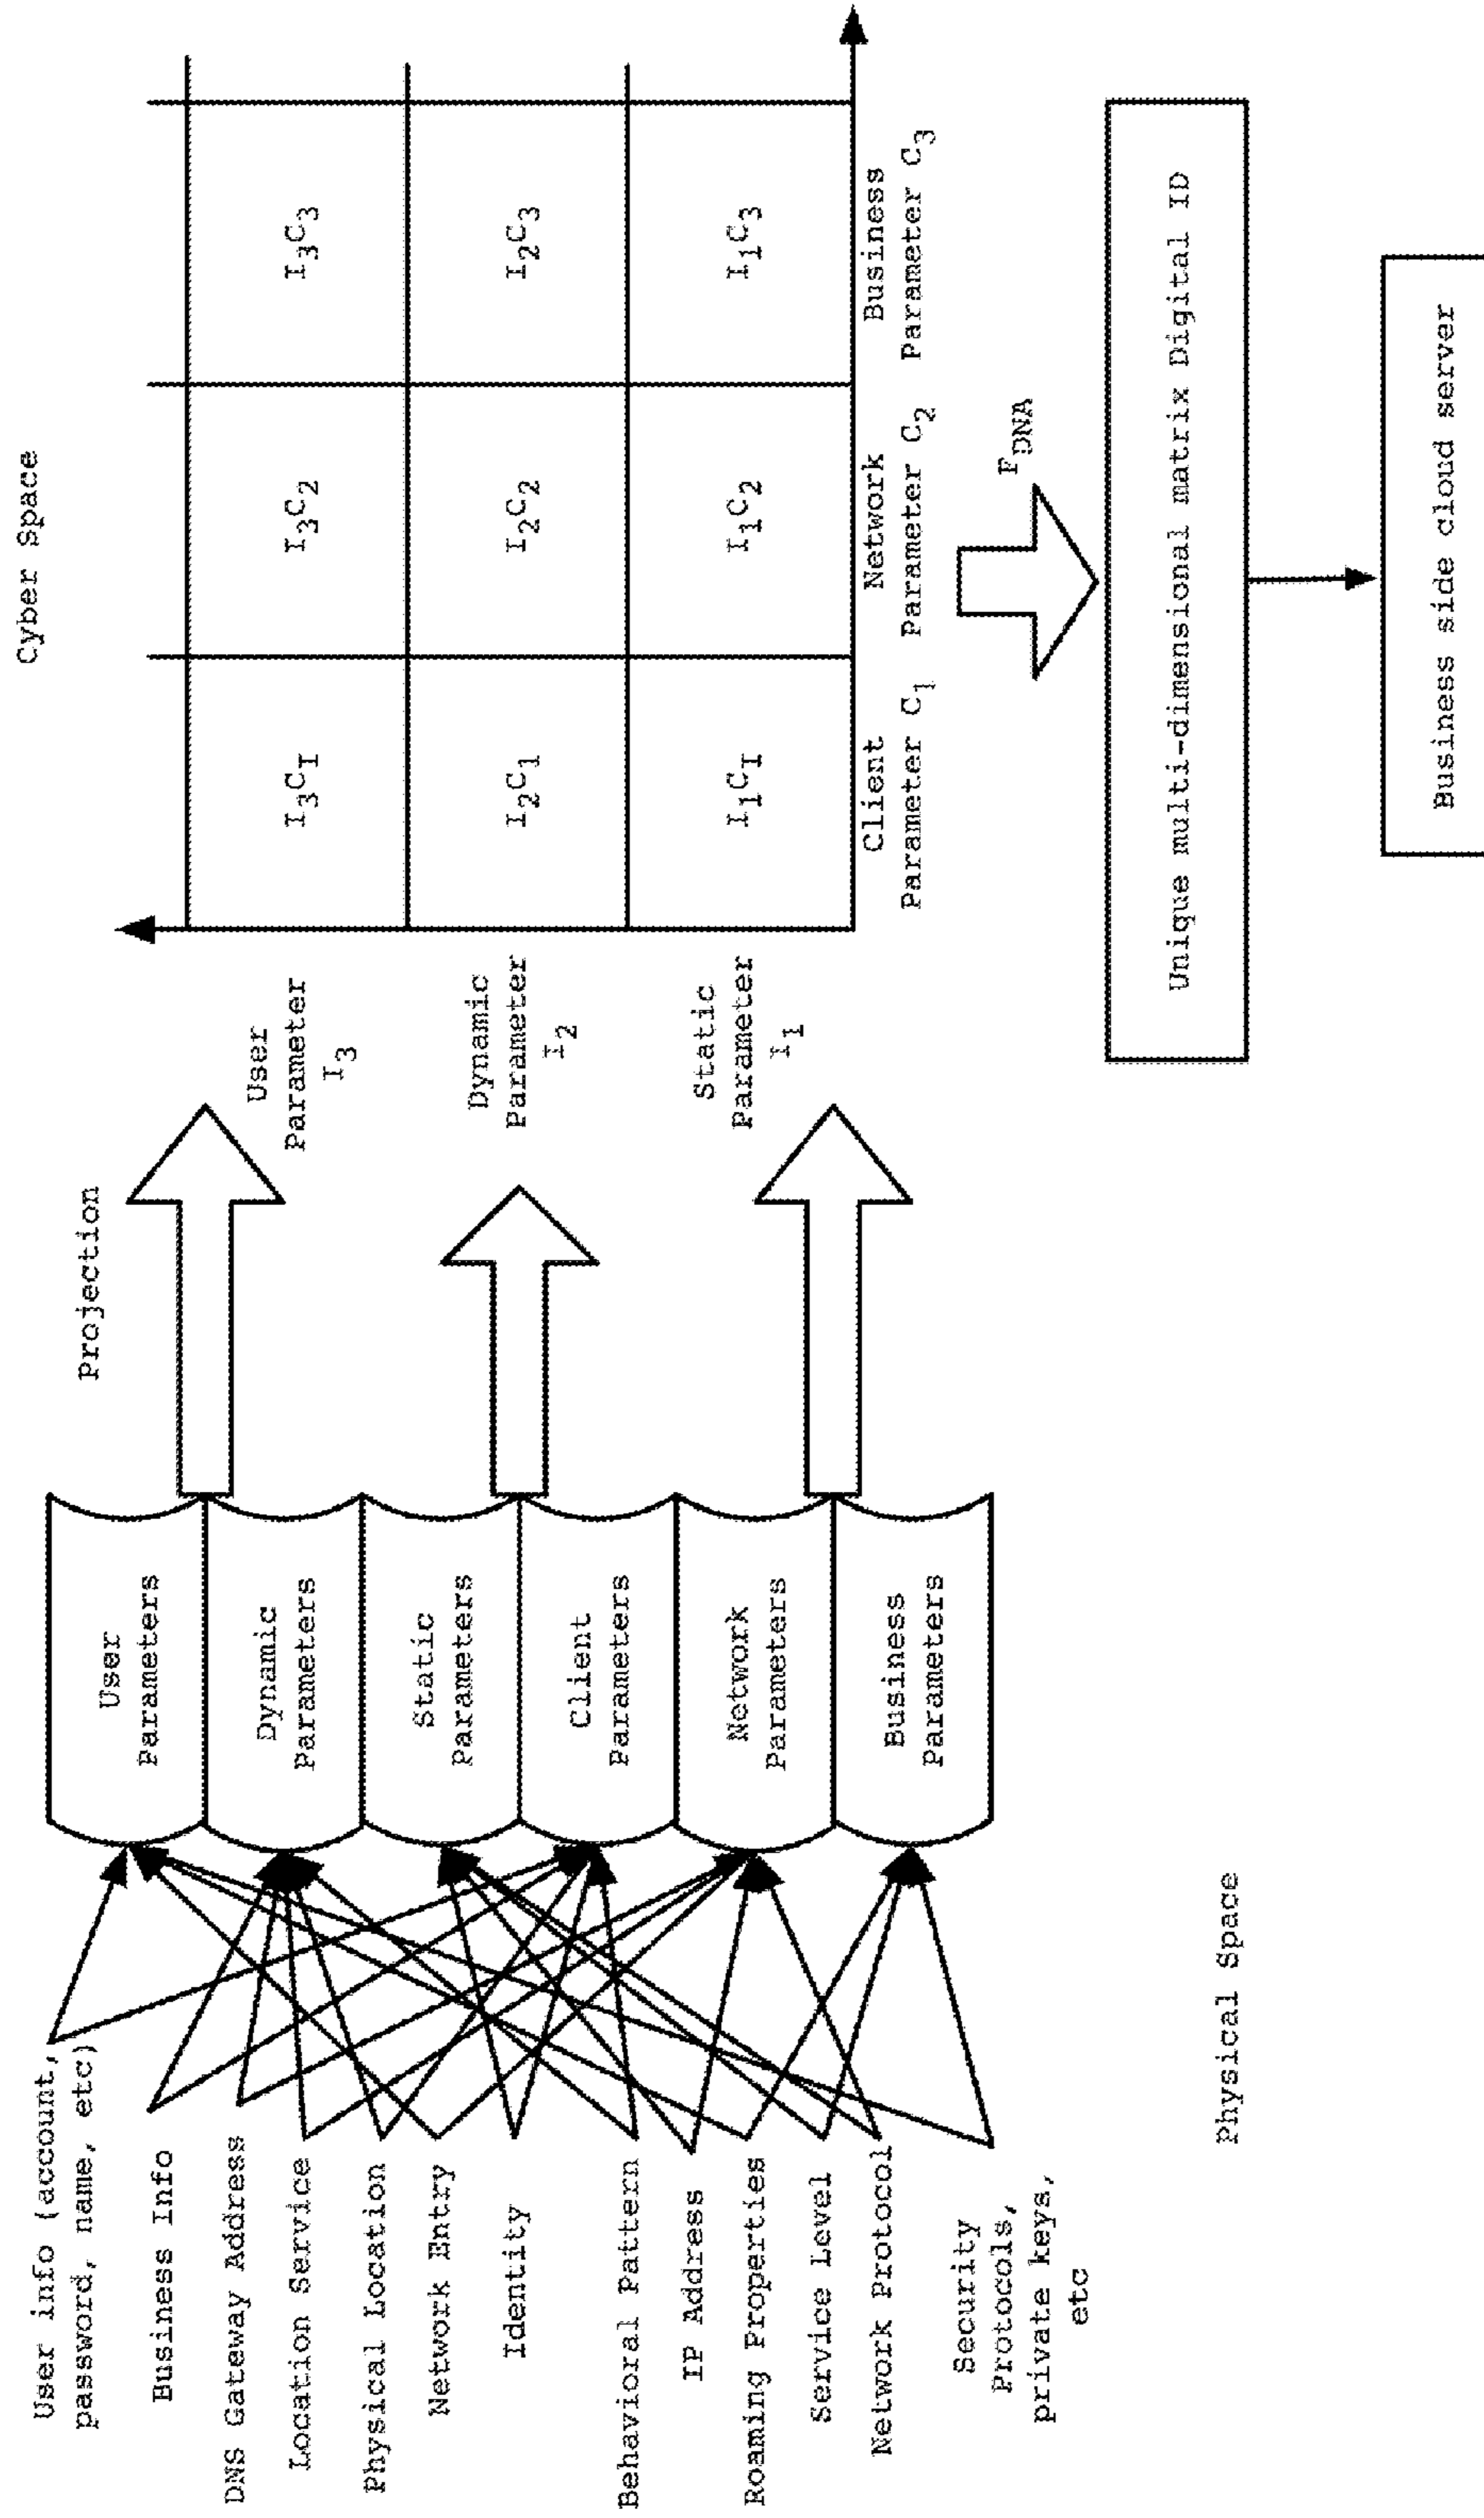 Cyber Space
Projection
User info (account,
password, name, etc)
Business Info
DNS Gateway Address
Location Service
Physical Location
Network Entry
Identity
Behavioral Pattern
IP Address
Roaming Properties
Service Level
Network Protocol
Security
Protocols,
private keys,
etc
Physical Space
User
Parameters
Dynamic
Parameters
Static
Parameters
Client
Parameters
Network
Parameters
Business
Parameters
User
Parameter
I3
Dynamic
Parameter
I2
Static
Parameter
I1
I3CI I3C2 I3C3
I2C1 I2C2 I2C3
I1CI I1C2 I1C3
Client
Parameter C1
Network
Parameter C2
Business
Parameter C3
FDNA
Unique multi-dimensional matrix Digital ID
Business side cloud server